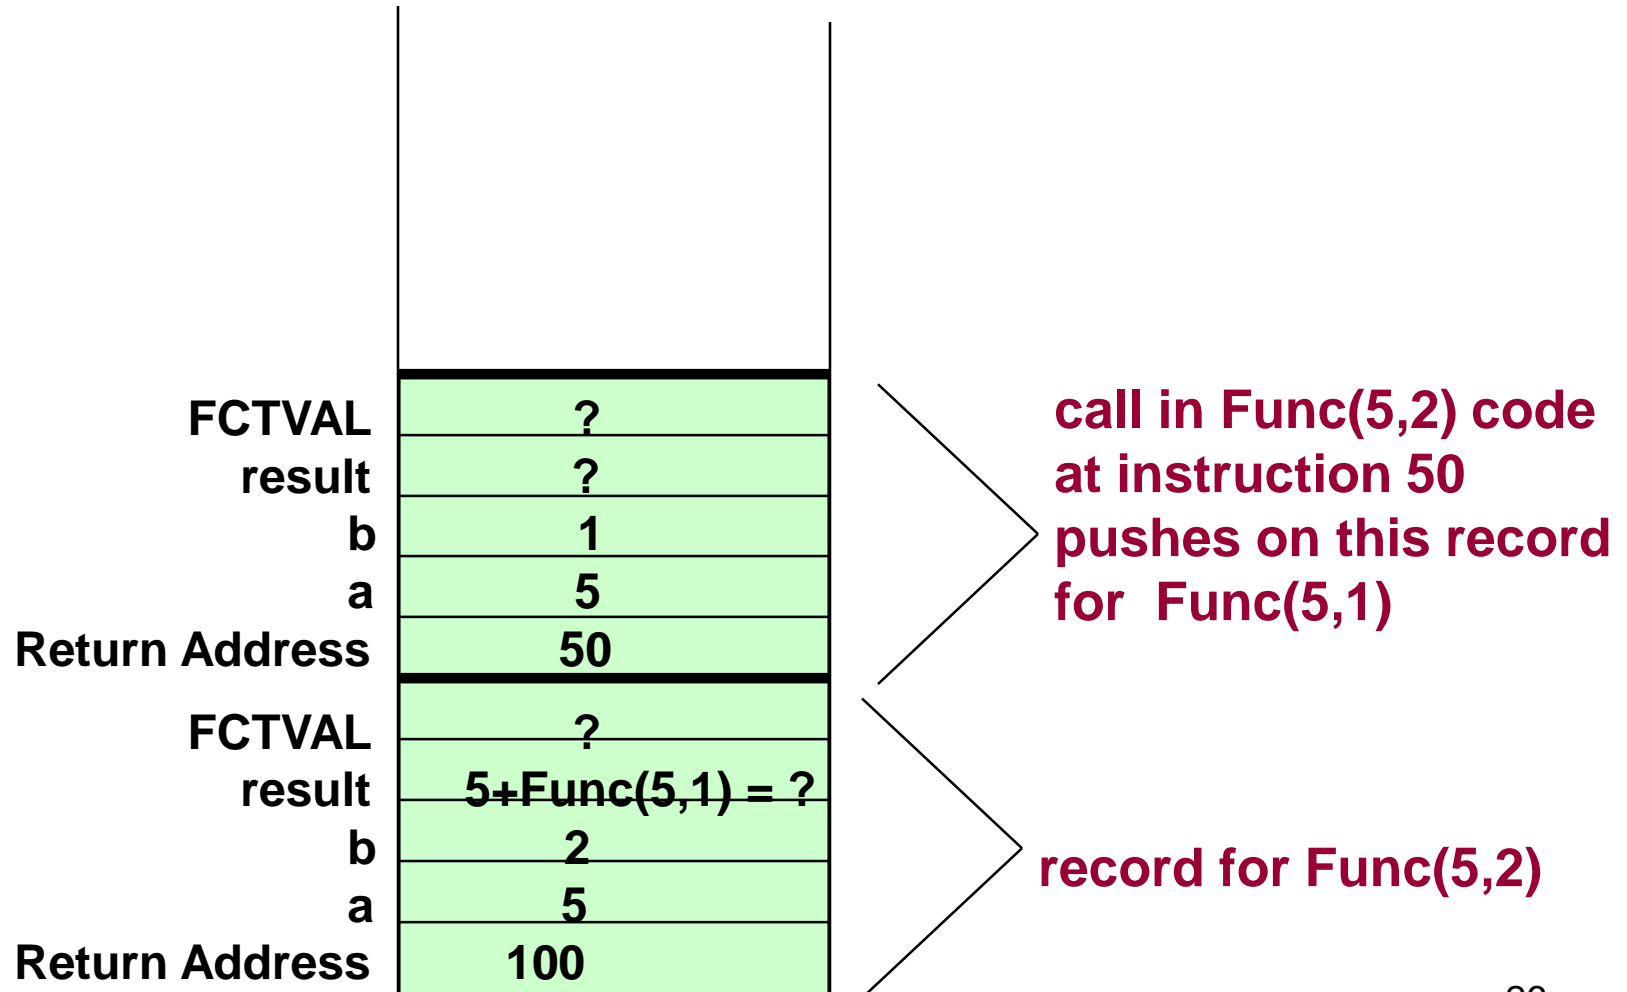 FCTVAL ?
result ?
b 1
a 5
Return Address 50
call in Func(5,2) code
at instruction 50
pushes on this record
for Func(5,1)
FCTVAL ?
result 5+Func(5,1) = ?
b 2
a 5
Return Address 100
record for Func(5,2)